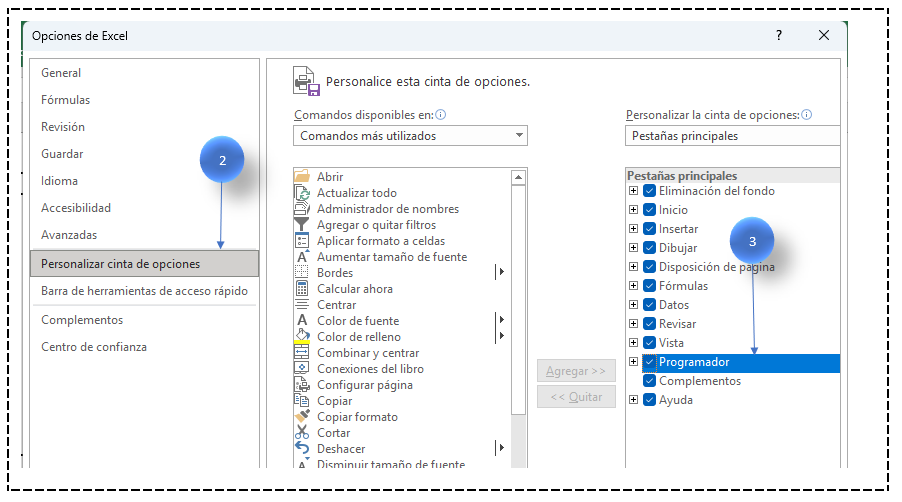 Opciones de Excel
?
General
Fórmulas
Revisión
Guardar
Idioma
Accesibilidad
Avanzadas
Personalizar cinta de opciones
Barra de herramientas de acceso rápido
Complementos
Centro de confianza
2
Personalice esta cinta de opciones.
Comandos disponibles en:
Comandos más utilizados
Abrir
Actualizar todo
Administrador de nombres
Agregar o quitar filtros
Aplicar formato a celdas
Aumentar tamaño de fuente
Bordes
Calcular ahora
Centrar
Color de fuente
Color de relleno
Combinar y centrar
Conexiones del libro
Configurar página
Copiar
Copiar formato
Cortar
Deshacer
Disminuir tamaño de fuente
Agregar >>
<< Quitar
Personalizar la cinta de opciones:
Pestañas principales
Pestañas principales
Eliminación del fondo
Inicio
Insertar
Dibujar
Disposición de página
Fórmulas
Datos
Revisar
Vista
Programador
Complementos
Ayuda
3